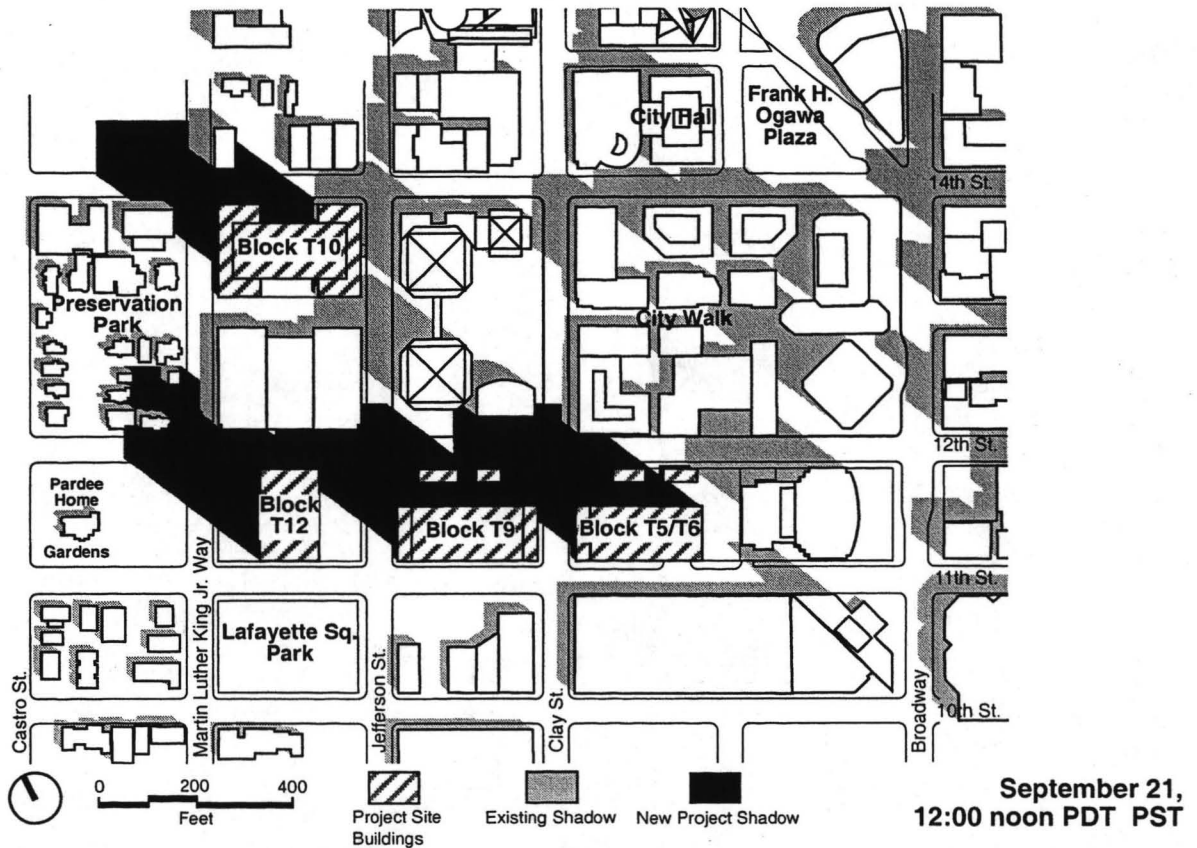 City Hall
Frank H.
Ogawa
Plaza
14th St.
Block T10
Preservation
Park
City Walk
12th St.
Pardee
Home
Gardens
Block
T12
Block T9
Block T5/T6
11th St.
Lafayette Sq.
Park
Castro St.
Martin Luther King Jr. Way
Jefferson St.
Clay St.
Broadway
10th St.
0 200 400
Feet
Project Site
Buildings
Existing Shadow
New Project Shadow
September 21,
12:00 noon PDT PST